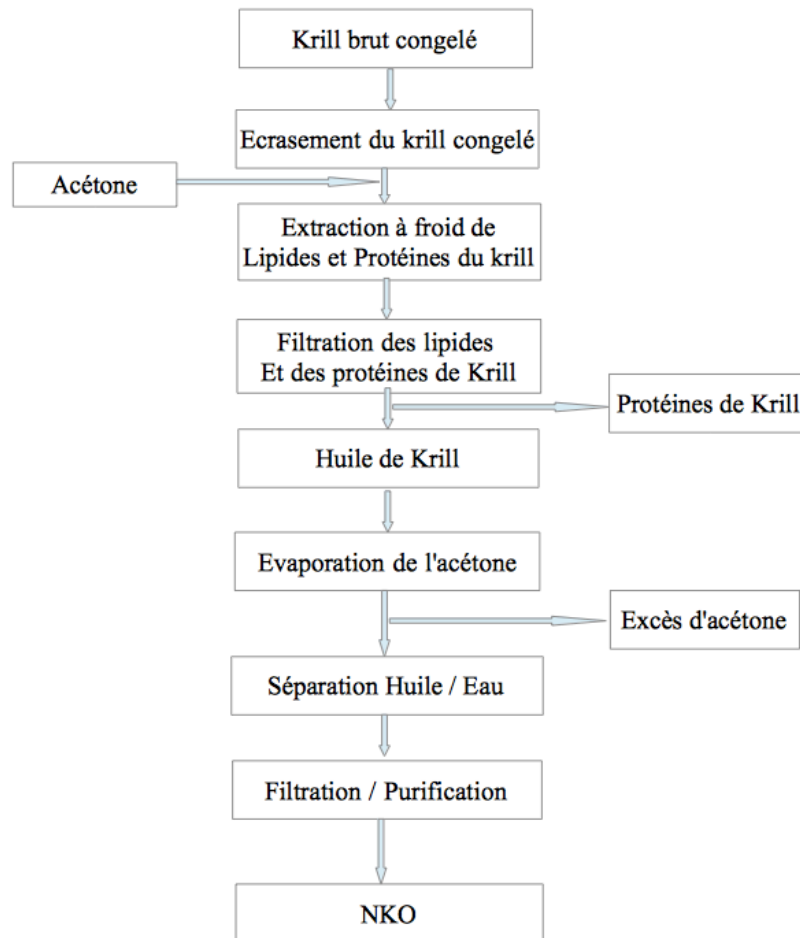 Krill brut congelé
Ecrasement du krill congelé
Acétone
Extraction à froid de
Lipides et Protéines du krill
Filtration des lipides
Et des protéines de Krill
Protéines de Krill
Huile de Krill
Evaporation de l'acétone
Excès d'acétone
Séparation Huile / Eau
Filtration / Purification
NKO